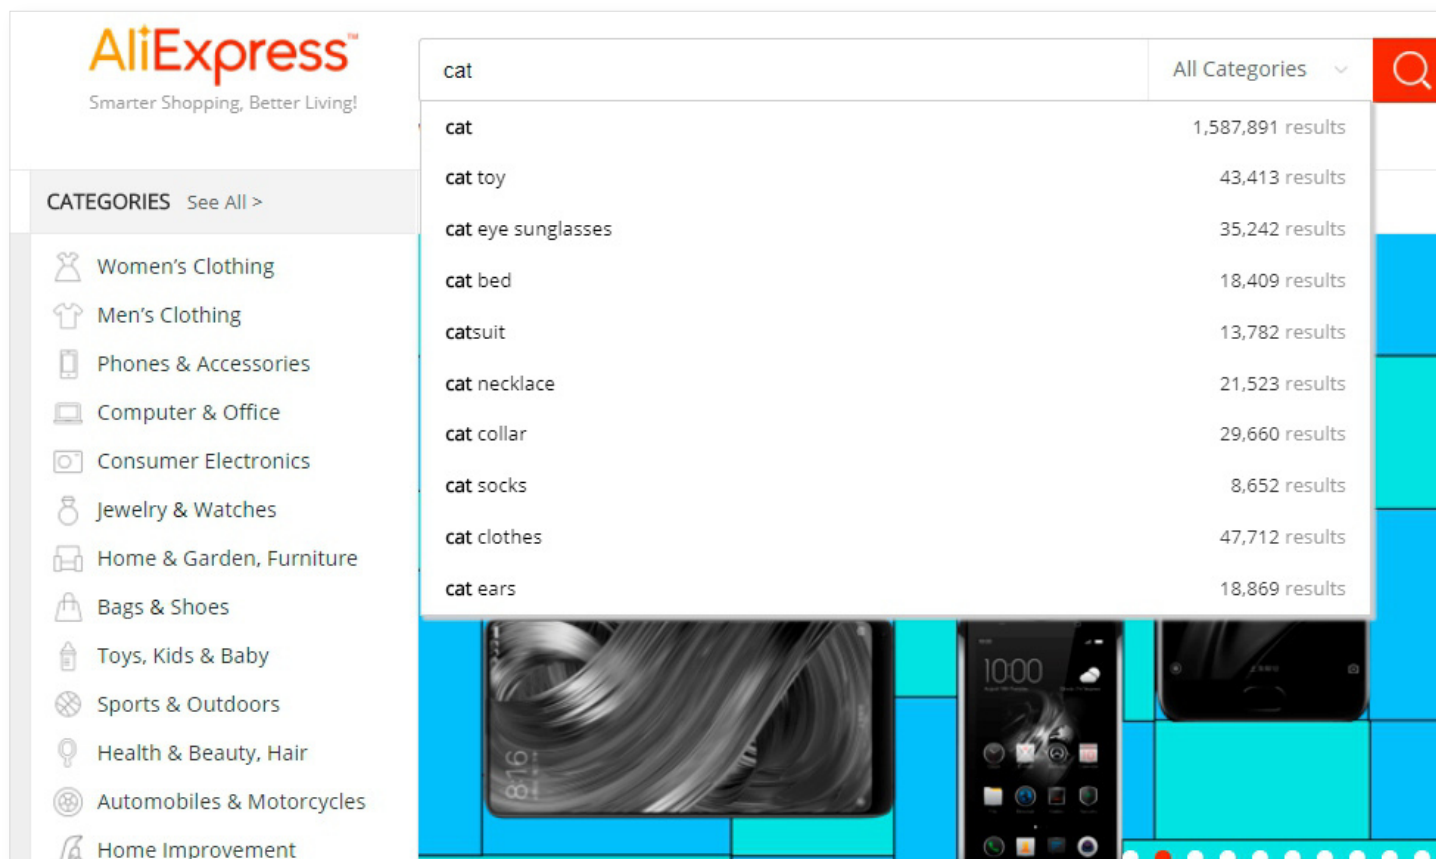 AliExpress™
Smarter Shopping, Better Living!
cat
All Categories
cat 1,587,891 results
cat toy 43,413 results
cat eye sunglasses 35,242 results
cat bed 18,409 results
catsuit 13,782 results
cat necklace 21,523 results
cat collar 29,660 results
cat socks 8,652 results
cat clothes 47,712 results
cat ears 18,869 results
CATEGORIES See All >
Women’s Clothing
Men’s Clothing
Phones & Accessories
Computer & Office
Consumer Electronics
Jewelry & Watches
Home & Garden, Furniture
Bags & Shoes
Toys, Kids & Baby
Sports & Outdoors
Health & Beauty, Hair
Automobiles & Motorcycles
Home Improvement
8:16
10:00